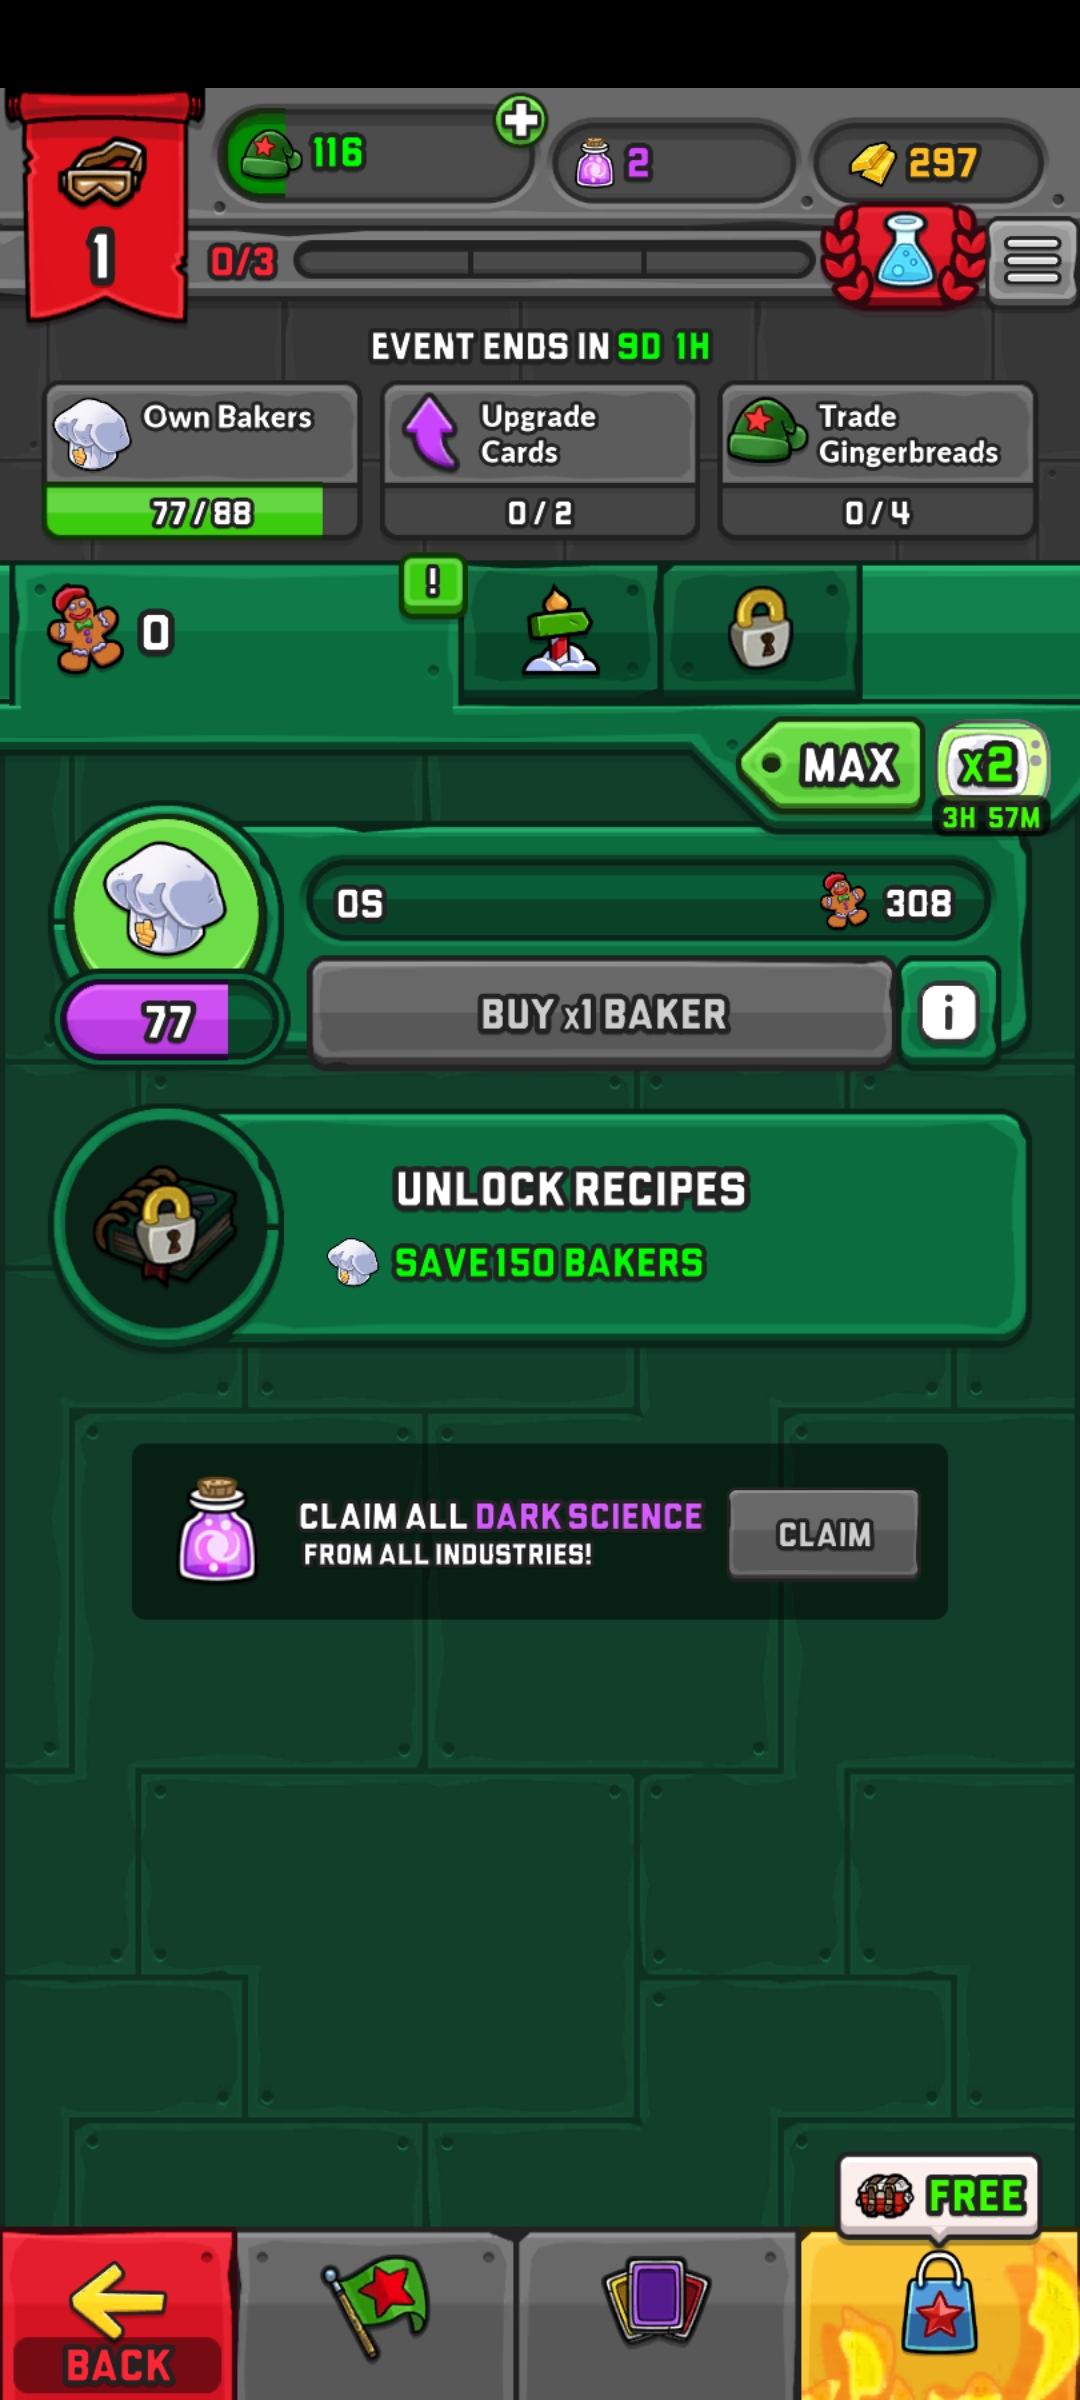 116
2
297
1
0/3
EVENT ENDS IN 9D 1H
Own Bakers
77/88
Upgrade
Cards
0/2
Trade
Gingerbreads
0/4
!
0
MAX
x2
3H 57M
0S
308
77
BUY x1 BAKER
i
UNLOCK RECIPES
SAVE 150 BAKERS
CLAIM ALL DARK SCIENCE
FROM ALL INDUSTRIES!
CLAIM
FREE
BACK